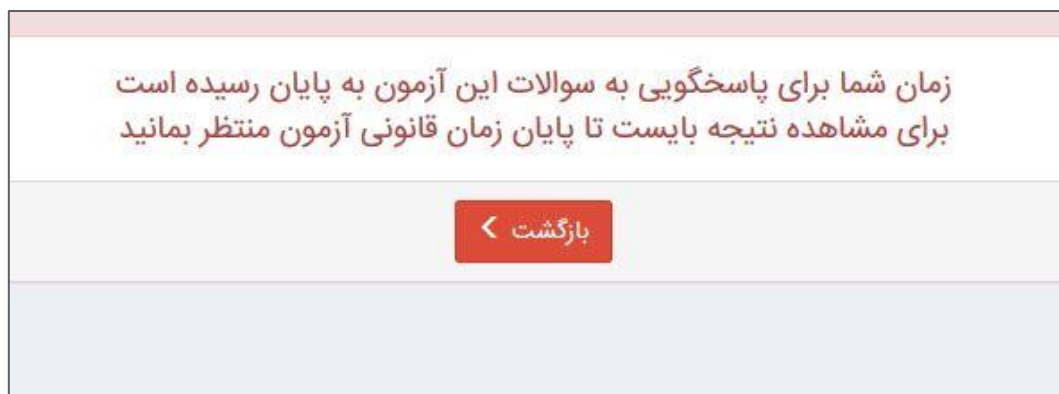 زمان شما برای پاسخگویی به سوالات این آزمون به پایان رسیده است
برای مشاهده نتیجه بایست تا پایان زمان قانونی آزمون منتظر بمانید
بازگشت